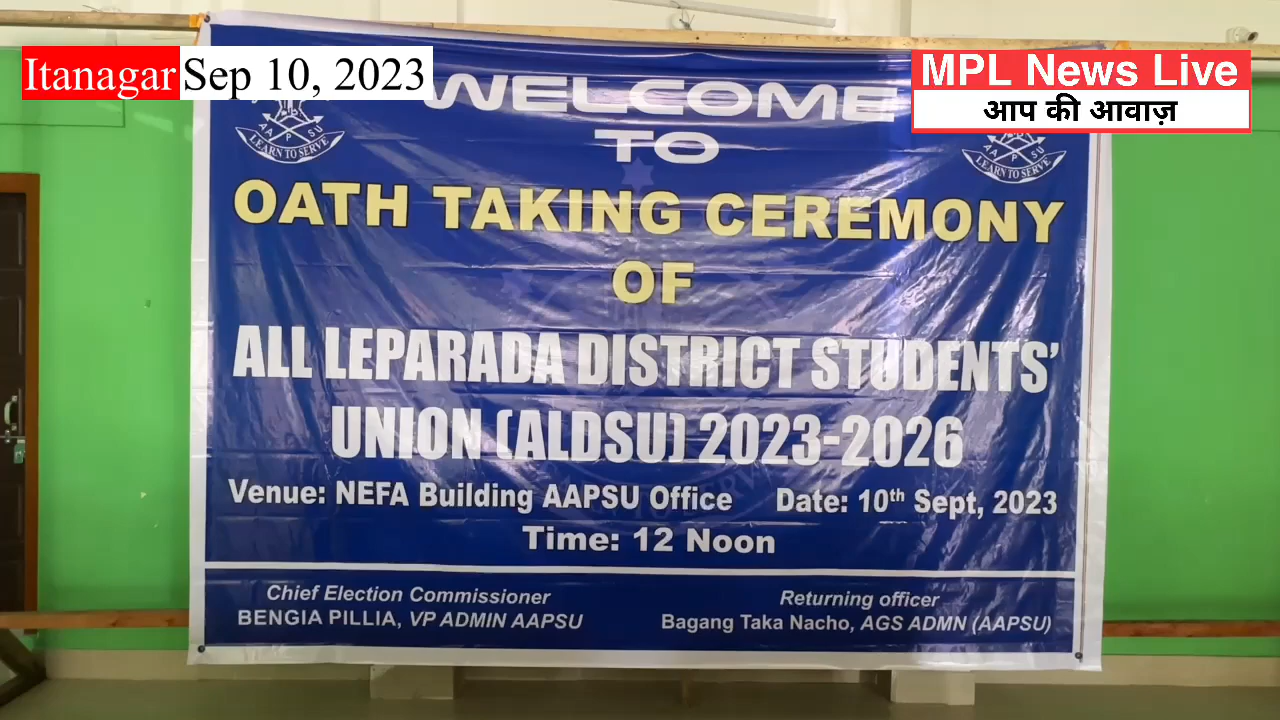 Itanagar Sep 10, 2023
MPL News Live
आप की आवाज़
WELCOME
TO
AAPSU
LEARN TO SERVE
AAPSU
LEARN TO SERVE
OATH TAKING CEREMONY
OF
ALL LEPARADA DISTRICT STUDENTS'
UNION (ALDSU) 2023-2026
Venue: NEFA Building AAPSU Office Date: 10th Sept, 2023
Time: 12 Noon
Chief Election Commissioner
BENGIA PILLIA, VP ADMIN AAPSU
Returning officer
Bagang Taka Nacho, AGS ADMN (AAPSU)